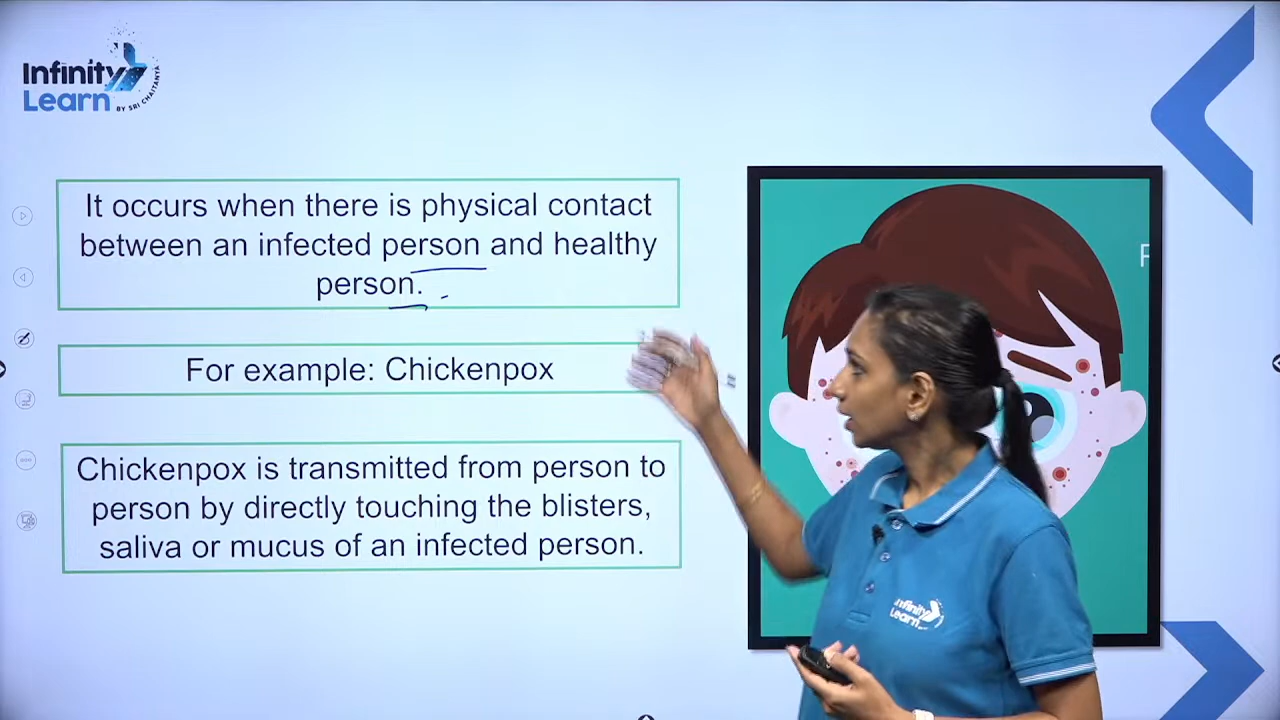 Infinity
Learn
BY SRI CHAITANYA
It occurs when there is physical contact
between an infected person and healthy
person.
For example: Chickenpox
Chickenpox is transmitted from person to
person by directly touching the blisters,
saliva or mucus of an infected person.
Infinity
Learn